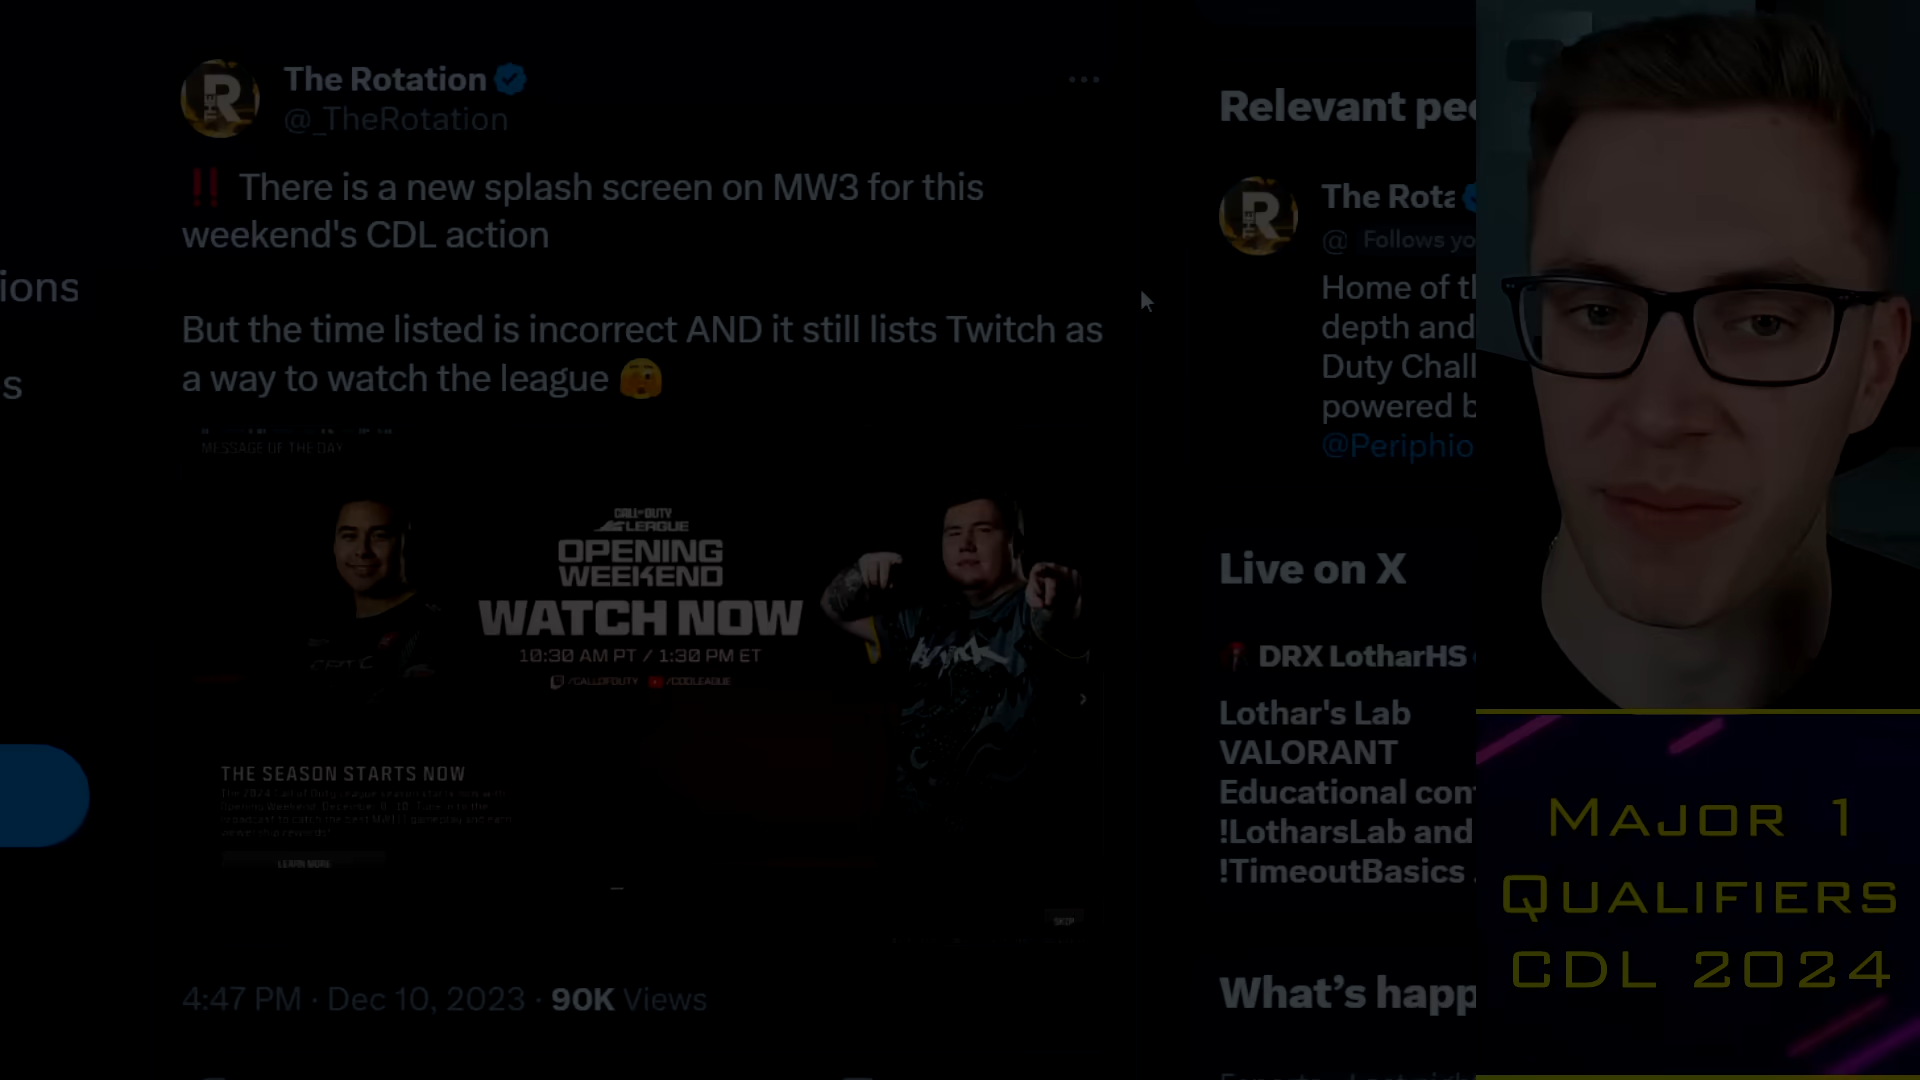 The Rotation
@_TheRotation
‼ There is a new splash screen on MW3 for this
weekend's CDL action
But the time listed is incorrect AND it still lists Twitch as
a way to watch the league
MESSAGE OF THE DAY
CALL OF DUTY
LEAGUE
OPENING
WEEKEND
WATCH NOW
10:30 AM PT / 1:30 PM ET
/CALLOFDUTY /CODLEAGUE
THE SEASON STARTS NOW
LEARN MORE
SKIP
4:47 PM · Dec 10, 2023 · 90K Views
ions
s
Relevant peo
The Rota
@ Follows yo
Home of th
depth and
Duty Chall
powered b
@Periphio
Live on X
DRX LotharHS
Lothar's Lab
VALORANT
Educational con
!LotharsLab and
!TimeoutBasics
What's happ
MAJOR 1
QUALIFIERS
CDL 2024